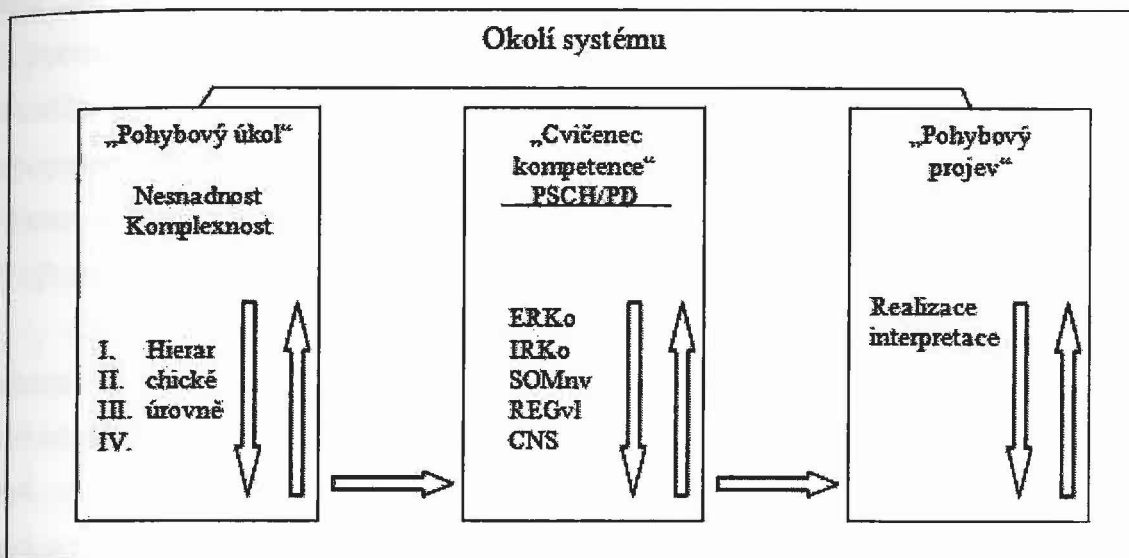 Okolí systému
„Pohybový úkol“
Nesnadnost
Komplexnost
I. Hierar
II. chické
III. úrovně
IV.
„Cvičenec
kompetence“
PSCH/PD
ERKo
IRKo
SOMnv
REGvl
CNS
„Pohybový
projev“
Realizace
interpretace